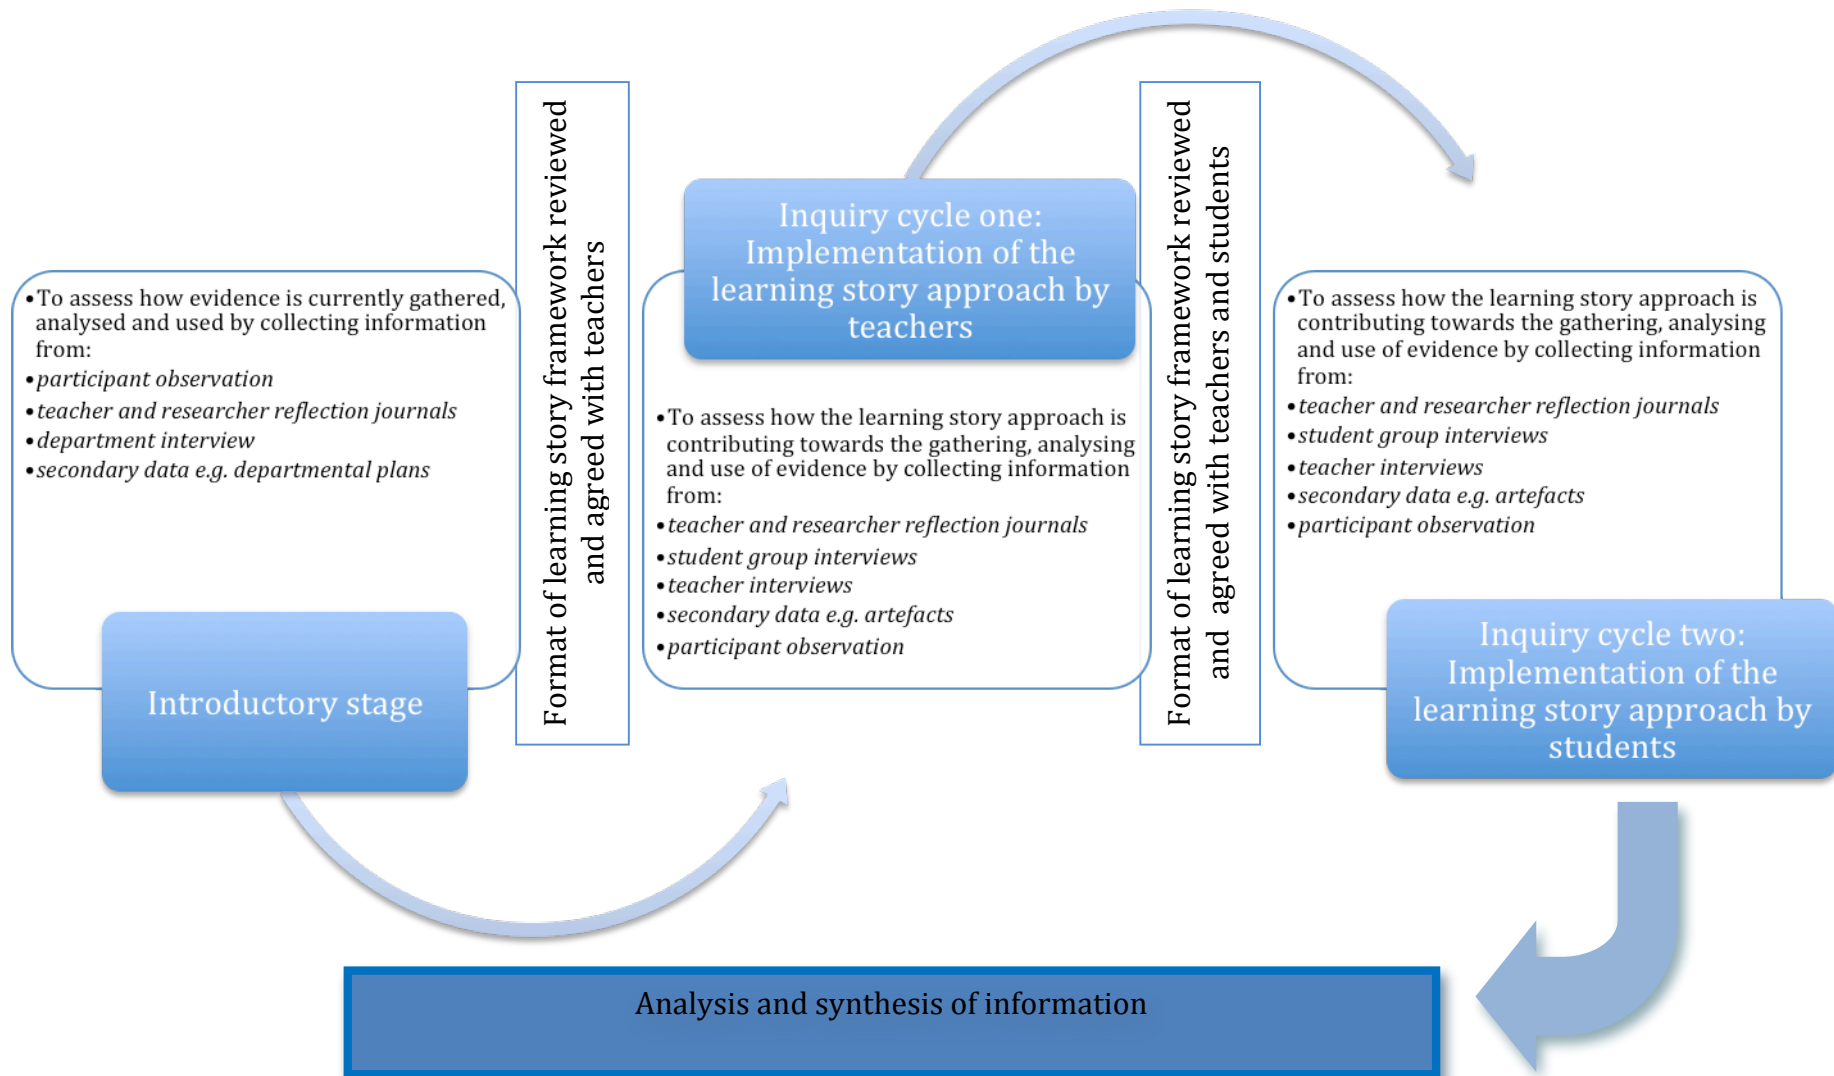 •To assess how evidence is currently gathered,
analysed and used by collecting information
from:
•participant observation
•teacher and researcher reflection journals
•department interview
•secondary data e.g. departmental plans
Introductory stage
Format of learning story framework reviewed
and agreed with teachers
Inquiry cycle one:
Implementation of the
learning story approach by
teachers
•To assess how the learning story approach is
contributing towards the gathering, analysing
and use of evidence by collecting information
from:
•teacher and researcher reflection journals
•student group interviews
•teacher interviews
•secondary data e.g. artefacts
•participant observation
Format of learning story framework reviewed
and agreed with teachers and students
•To assess how the learning story approach is
contributing towards the gathering, analysing
and use of evidence by collecting information
from:
•teacher and researcher reflection journals
•student group interviews
•teacher interviews
•secondary data e.g. artefacts
•participant observation
Inquiry cycle two:
Implementation of the
learning story approach by
students
Analysis and synthesis of information